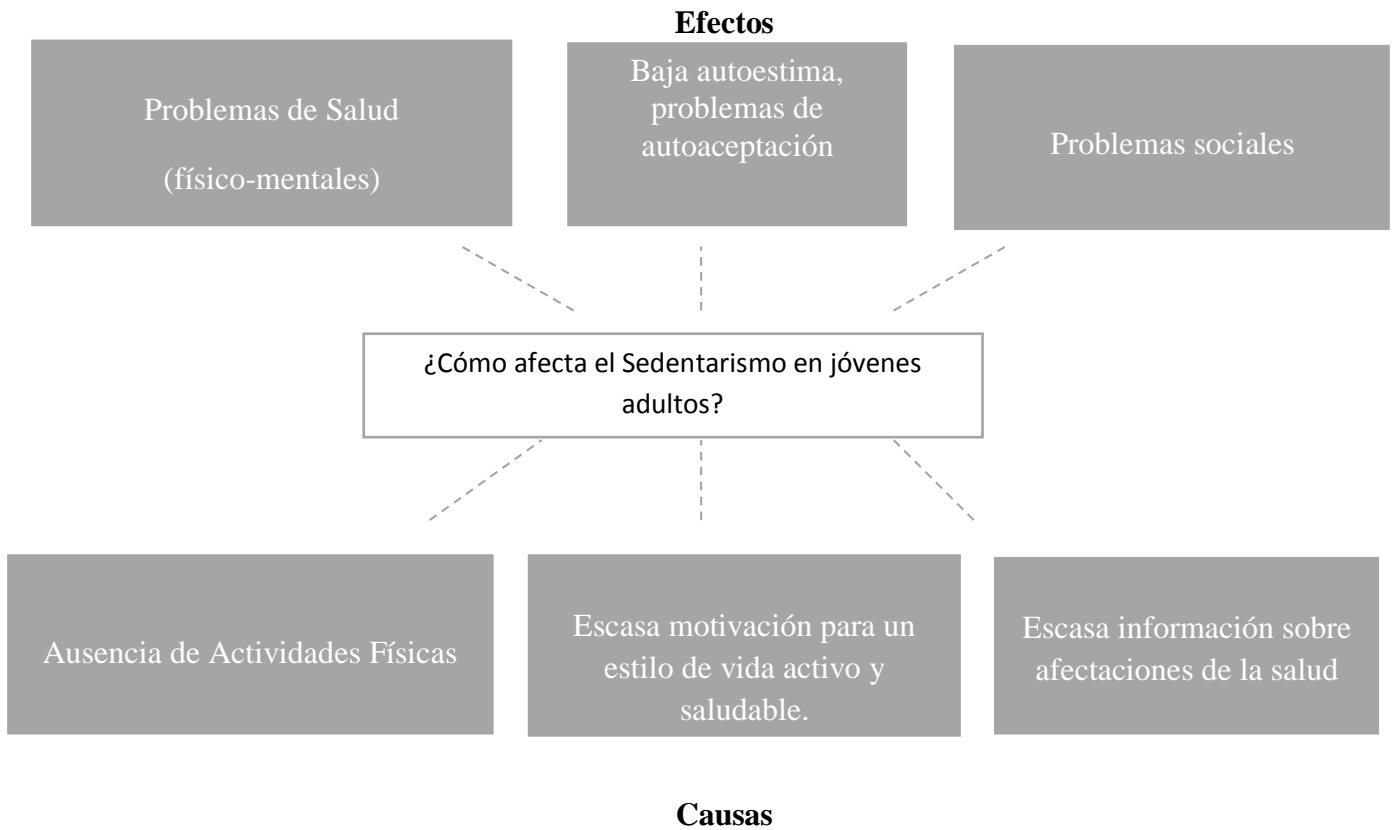 Efectos
Problemas de Salud
(físico-mentales)
Baja autoestima,
problemas de
autoaceptación
Problemas sociales
¿Cómo afecta el Sedentarismo en jóvenes
adultos?
Ausencia de Actividades Físicas
Escasa motivación para un
estilo de vida activo y
saludable.
Escasa información sobre
afectaciones de la salud
Causas